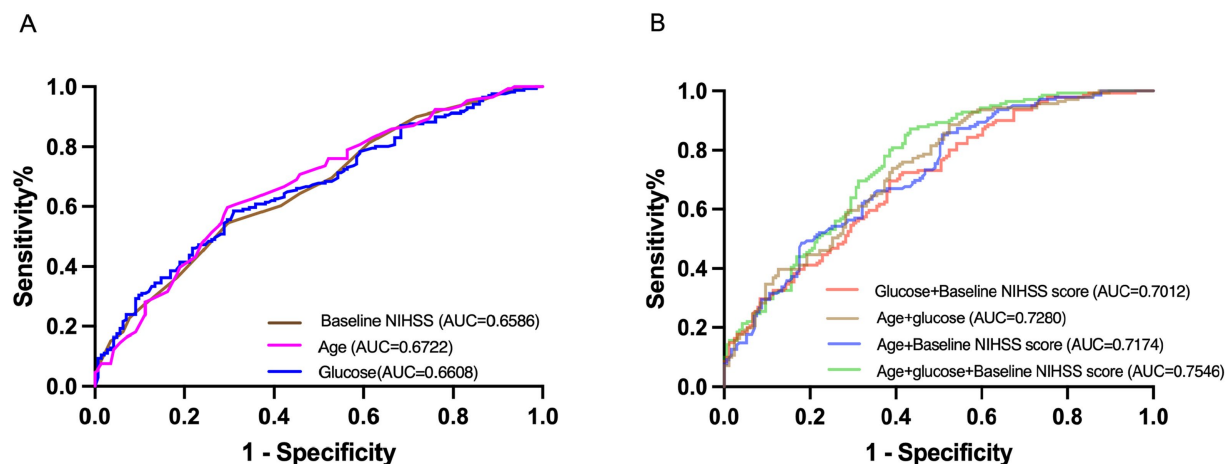 A
Sensitivity%
1.0
0.8
0.6
0.4
0.2
0.0
Baseline NIHSS (AUC=0.6586)
Age (AUC=0.6722)
Glucose(AUC=0.6608)
0.0 0.2 0.4 0.6 0.8 1.0
1 - Specificity
B
Sensitivity%
1.0
0.8
0.6
0.4
0.2
0.0
Glucose+Baseline NIHSS score (AUC=0.7012)
Age+glucose (AUC=0.7280)
Age+Baseline NIHSS score (AUC=0.7174)
Age+glucose+Baseline NIHSS score (AUC=0.7546)
0.0 0.2 0.4 0.6 0.8 1.0
1 - Specificity